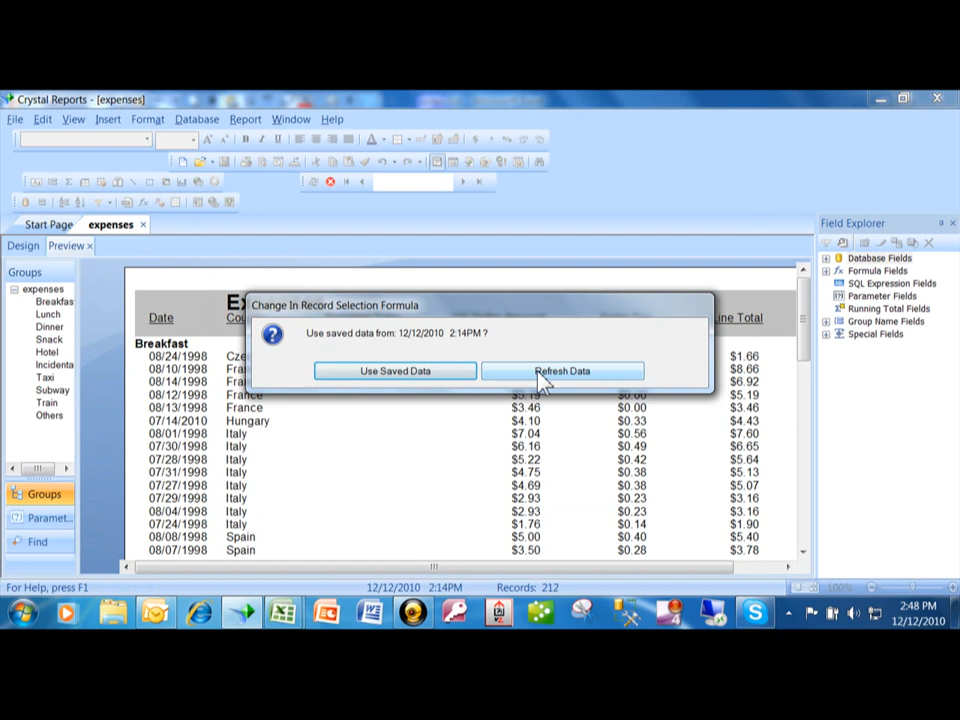 Crystal Reports - [expenses]
File Edit View Insert Format Database Report Window Help
Start Page expenses
Design Preview
Groups
expenses
Breakfas
Lunch
Dinner
Snack
Hotel
Incidenta
Taxi
Subway
Train
Others
Groups
Paramet...
Find
Date
Line Total
Breakfast
08/24/1998 Cze $1.66
08/10/1998 Fran $8.66
08/14/1998 Fran $6.92
08/12/1998 France $5.19 $0.00 $5.19
08/13/1998 France $3.46 $0.00 $3.46
07/14/2010 Hungary $4.10 $0.33 $4.43
08/01/1998 Italy $7.04 $0.56 $7.60
07/30/1998 Italy $6.16 $0.49 $6.65
07/28/1998 Italy $5.22 $0.42 $5.64
07/31/1998 Italy $4.75 $0.38 $5.13
07/27/1998 Italy $4.69 $0.38 $5.07
07/29/1998 Italy $2.93 $0.23 $3.16
08/04/1998 Italy $2.93 $0.23 $3.16
07/24/1998 Italy $1.76 $0.14 $1.90
08/08/1998 Spain $5.00 $0.40 $5.40
08/07/1998 Spain $3.50 $0.28 $3.78
Change In Record Selection Formula
Use saved data from: 12/12/2010 2:14PM ?
Use Saved Data
Refresh Data
Field Explorer
Database Fields
Formula Fields
SQL Expression Fields
Parameter Fields
Running Total Fields
Group Name Fields
Special Fields
For Help, press F1 12/12/2010 2:14PM Records: 212 100%
2:48 PM
12/12/2010